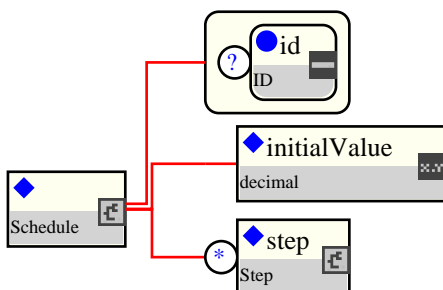 id
?
ID
initialValue
x.y
decimal
Schedule
step
*
Step